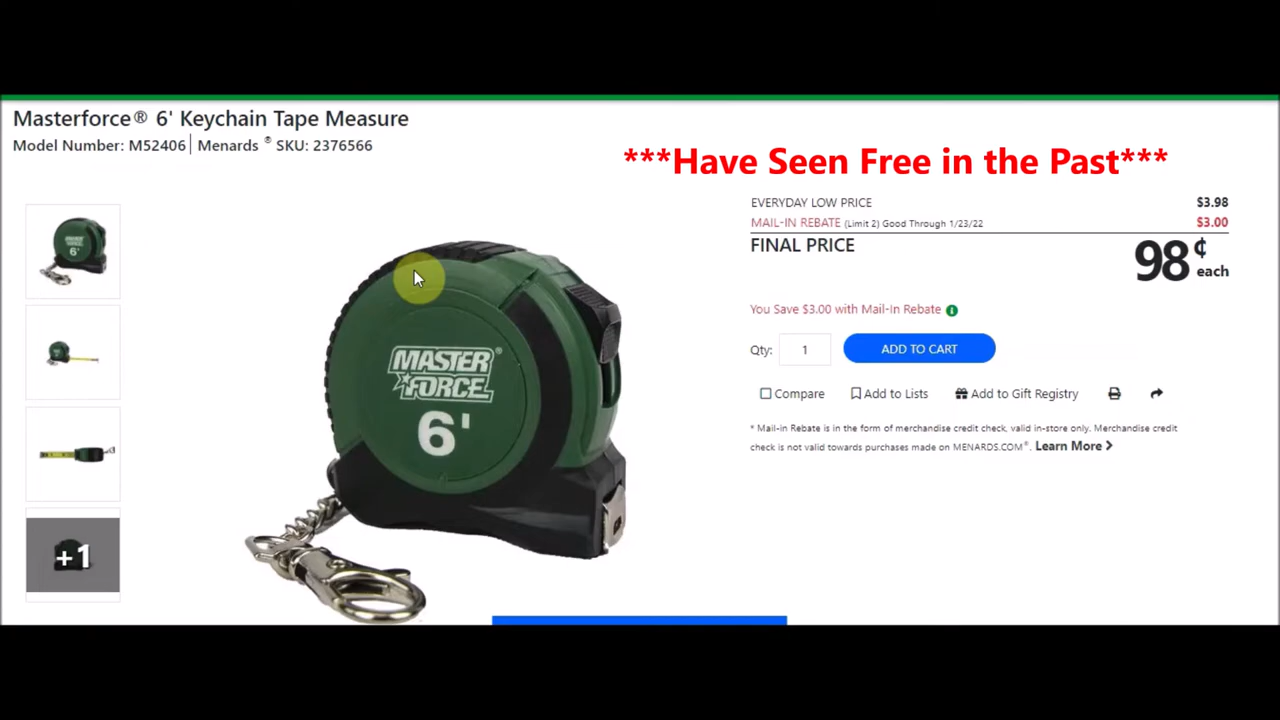 Masterforce® 6' Keychain Tape Measure
Model Number: M52406 Menards ® SKU: 2376566
***Have Seen Free in the Past***
EVERYDAY LOW PRICE $3.98
MAIL-IN REBATE (Limit 2) Good Through 1/23/22 $3.00
FINAL PRICE 98¢ each
You Save $3.00 with Mail-In Rebate
Qty: 1 ADD TO CART
Compare Add to Lists Add to Gift Registry
* Mail-in Rebate is in the form of merchandise credit check, valid in-store only. Merchandise credit
check is not valid towards purchases made on MENARDS.COM®. Learn More
MASTER®
FORCE
6'
+1